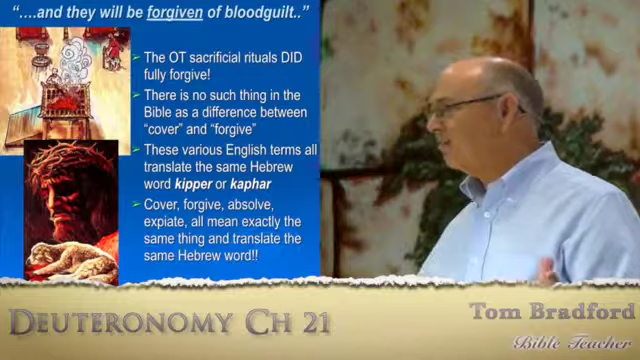 “....and they will be forgiven of bloodguilt..”
➢ The OT sacrificial rituals DID
fully forgive!
➢ There is no such thing in the
Bible as a difference between
“cover” and “forgive”
➢ These various English terms all
translate the same Hebrew
word kipper or kaphar
➢ Cover, forgive, absolve,
expiate, all mean exactly the
same thing and translate the
same Hebrew word!!
Deuteronomy Ch 21
Tom Bradford
Bible Teacher